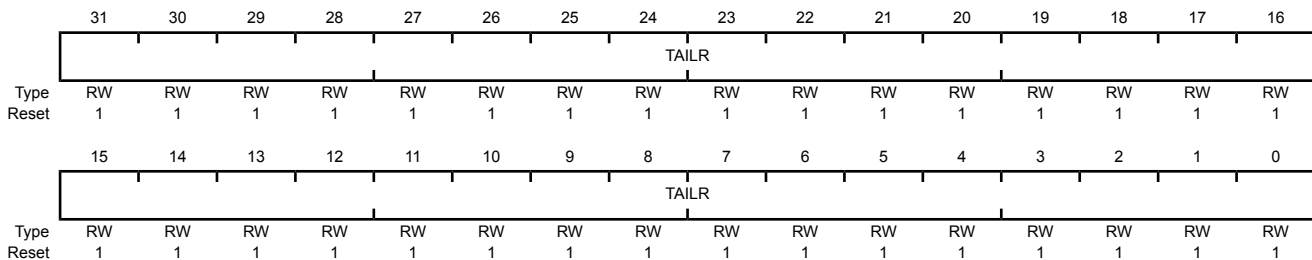 31 30 29 28 27 26 25 24 23 22 21 20 19 18 17 16
TAILR
Type RW RW RW RW RW RW RW RW RW RW RW RW RW RW RW RW
Reset 1 1 1 1 1 1 1 1 1 1 1 1 1 1 1 1
15 14 13 12 11 10 9 8 7 6 5 4 3 2 1 0
TAILR
Type RW RW RW RW RW RW RW RW RW RW RW RW RW RW RW RW
Reset 1 1 1 1 1 1 1 1 1 1 1 1 1 1 1 1